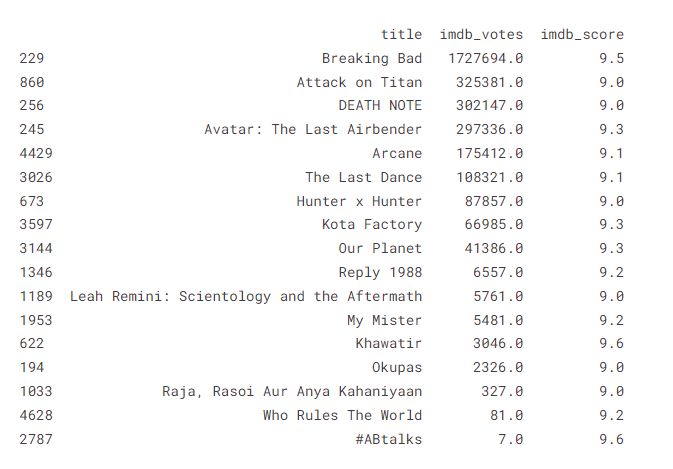 title imdb_votes imdb_score
229 Breaking Bad 1727694.0 9.5
860 Attack on Titan 325381.0 9.0
256 DEATH NOTE 302147.0 9.0
245 Avatar: The Last Airbender 297336.0 9.3
4429 Arcane 175412.0 9.1
3026 The Last Dance 108321.0 9.1
673 Hunter x Hunter 87857.0 9.0
3597 Kota Factory 66985.0 9.3
3144 Our Planet 41386.0 9.3
1346 Reply 1988 6557.0 9.2
1189 Leah Remini: Scientology and the Aftermath 5761.0 9.0
1953 My Mister 5481.0 9.2
622 Khawatir 3046.0 9.6
194 Okupas 2326.0 9.0
1033 Raja, Rasoi Aur Anya Kahaniyaan 327.0 9.0
4628 Who Rules The World 81.0 9.2
2787 #ABtalks 7.0 9.6